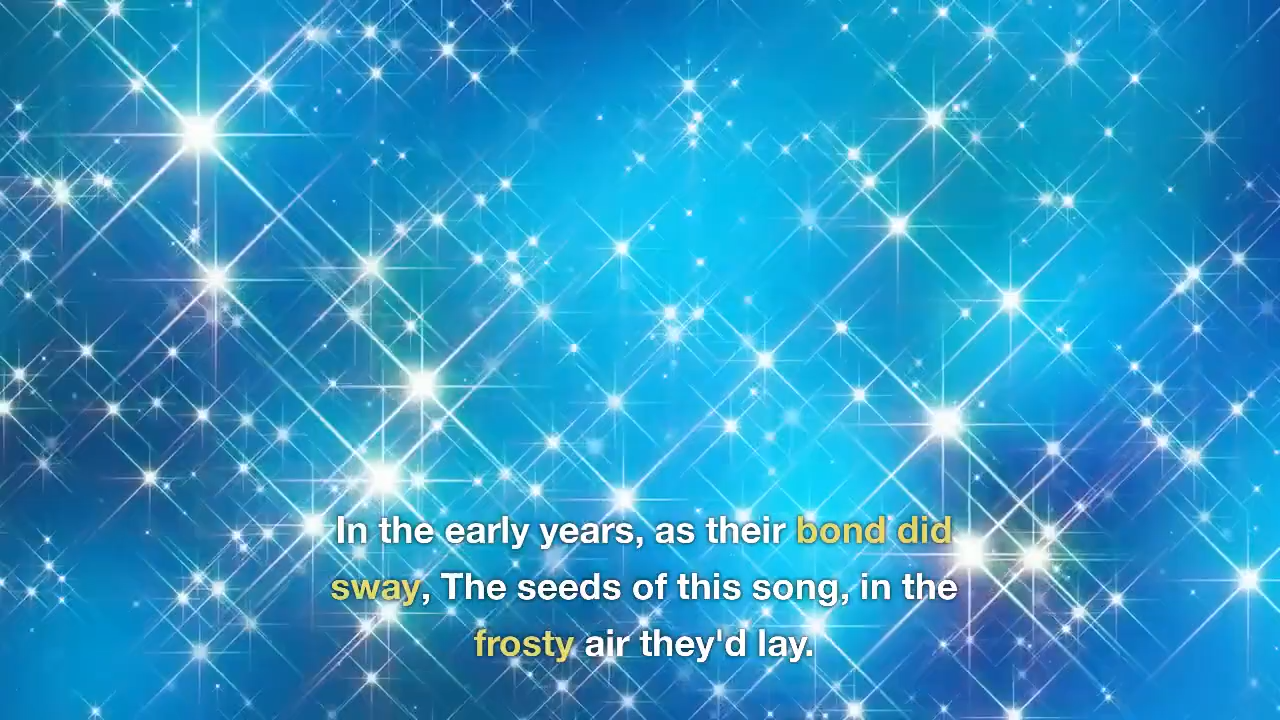 In the early years, as their bond did
sway, The seeds of this song, in the
frosty air they'd lay.